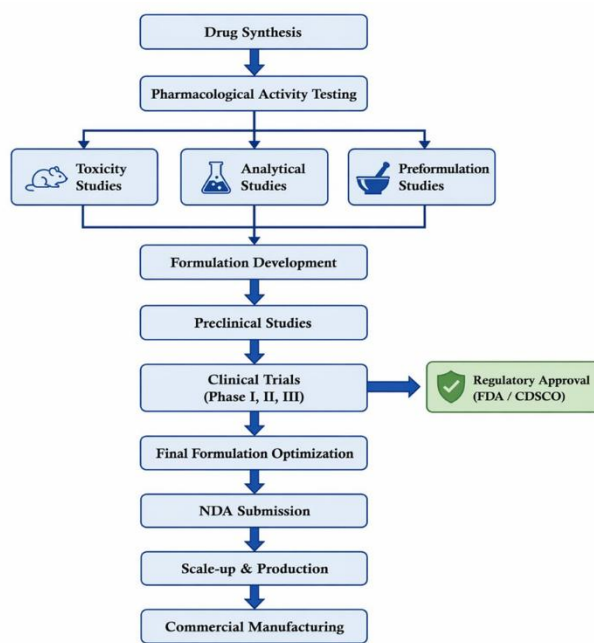 Drug Synthesis
Pharmacological Activity Testing
Toxicity
Studies
Analytical
Studies
Preformulation
Studies
Formulation Development
Preclinical Studies
Clinical Trials
(Phase I, II, III)
Regulatory Approval
(FDA / CDSCO)
Final Formulation Optimization
NDA Submission
Scale-up & Production
Commercial Manufacturing